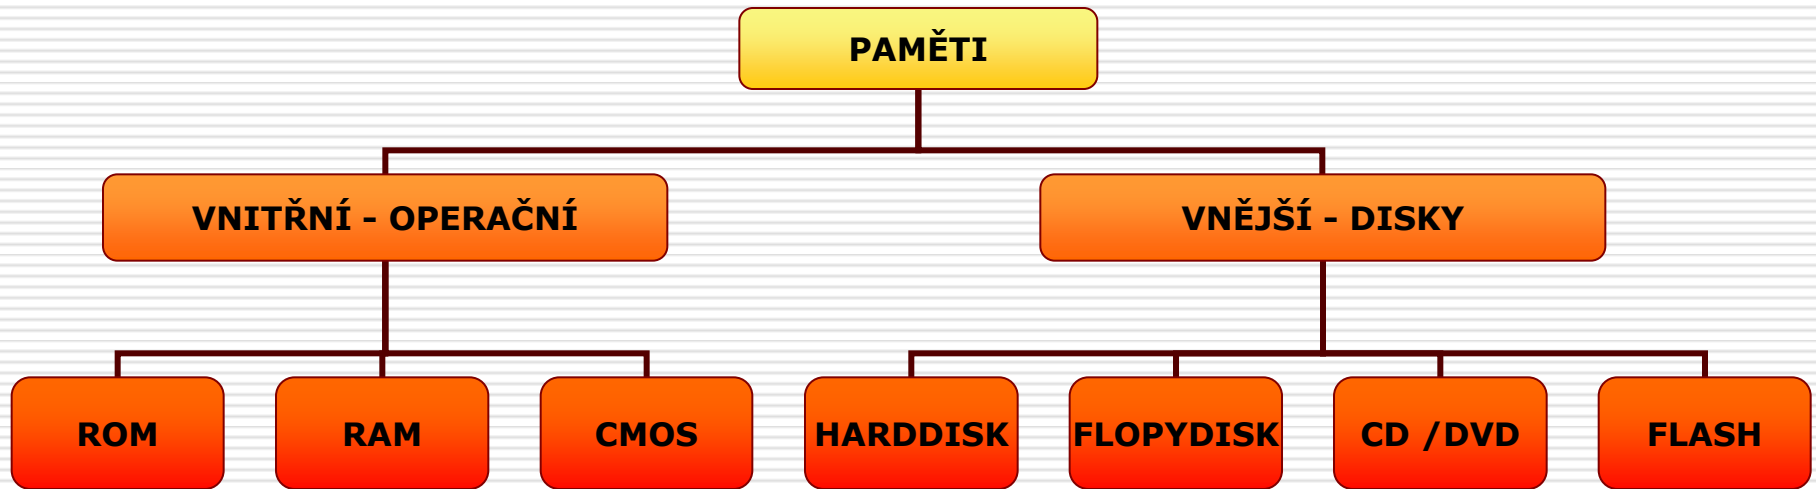 PAMĚTI
VNITŘNÍ - OPERAČNÍ
VNĚJŠÍ - DISKY
ROM
RAM
CMOS
HARDDISK
FLOPYDISK
CD /DVD
FLASH